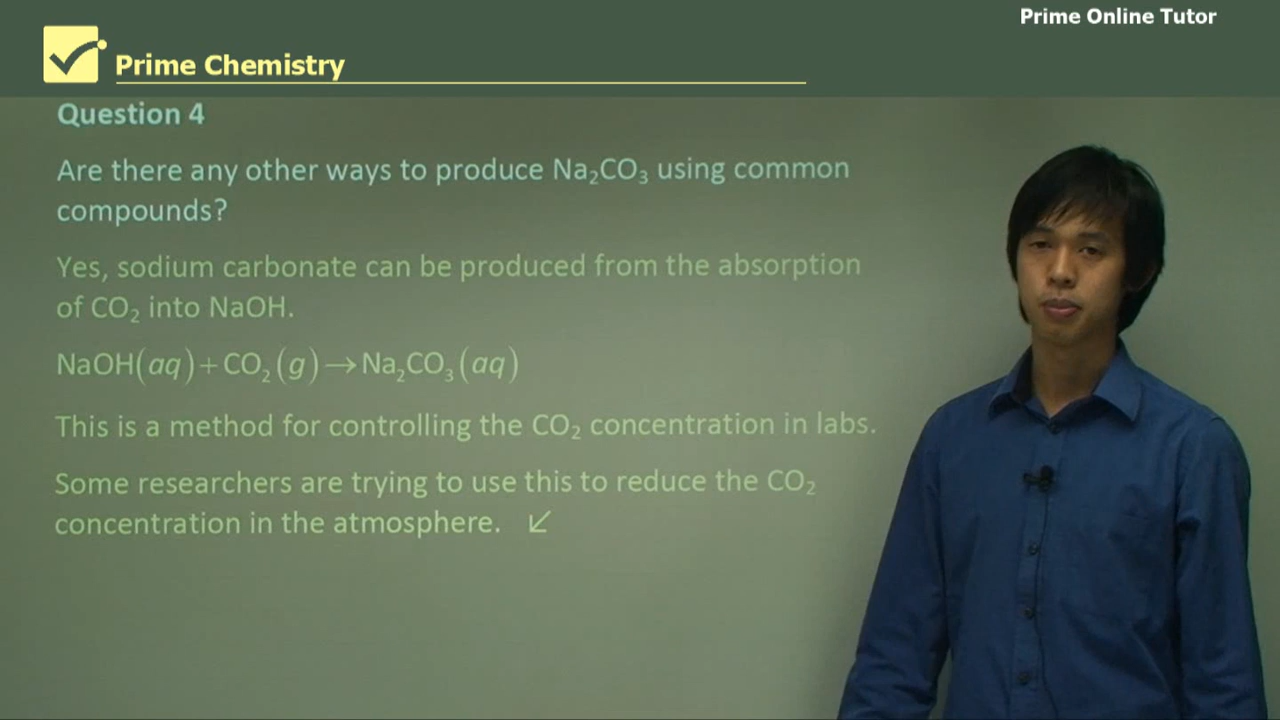 Prime Online Tutor
Prime Chemistry
Question 4
Are there any other ways to produce Na₂CO₃ using common
compounds?
Yes, sodium carbonate can be produced from the absorption
of CO₂ into NaOH.
NaOH(aq)+CO₂(g)→Na₂CO₃(aq)
This is a method for controlling the CO₂ concentration in labs.
Some researchers are trying to use this to reduce the CO₂
concentration in the atmosphere. ↙